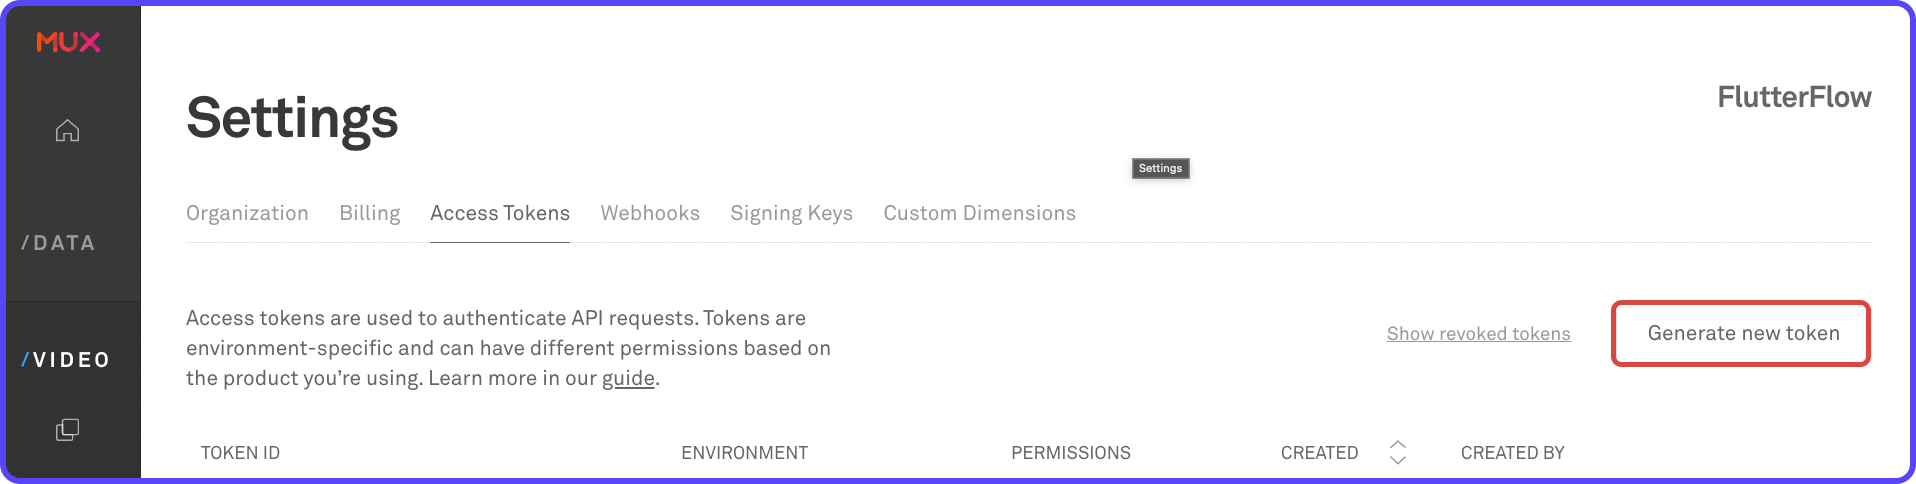 MUX
Settings
FlutterFlow
Settings
Organization Billing Access Tokens Webhooks Signing Keys Custom Dimensions
/DATA
Access tokens are used to authenticate API requests. Tokens are
environment-specific and can have different permissions based on
the product you're using. Learn more in our guide.
Show revoked tokens
Generate new token
/VIDEO
TOKEN ID ENVIRONMENT PERMISSIONS CREATED CREATED BY